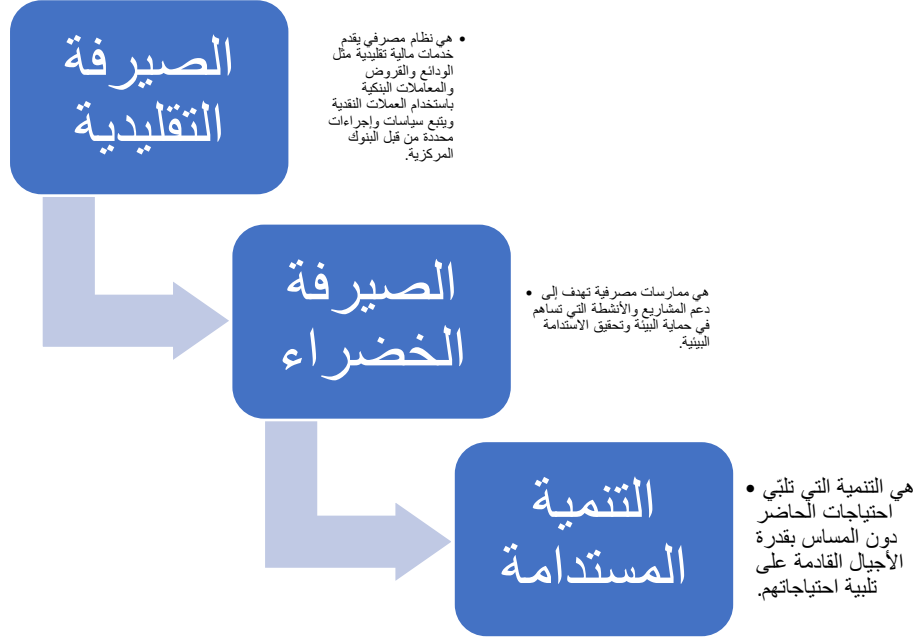 الصيرفة
التقليدية
• هي نظام مصرفي يقدم
خدمات مالية تقليدية مثل
الودائع والقروض
والمعاملات البنكية
باستخدام العملات النقدية
ويتبع سياسات وإجراءات
محددة من قبل البنوك
المركزية.
الصيرفة
الخضراء
• هي ممارسات مصرفية تهدف إلى
دعم المشاريع والأنشطة التي تساهم
في حماية البيئة وتحقيق الاستدامة
البيئية.
التنمية
المستدامة
• هي التنمية التي تلبّي
احتياجات الحاضر
دون المساس بقدرة
الأجيال القادمة على
تلبية احتياجاتهم.